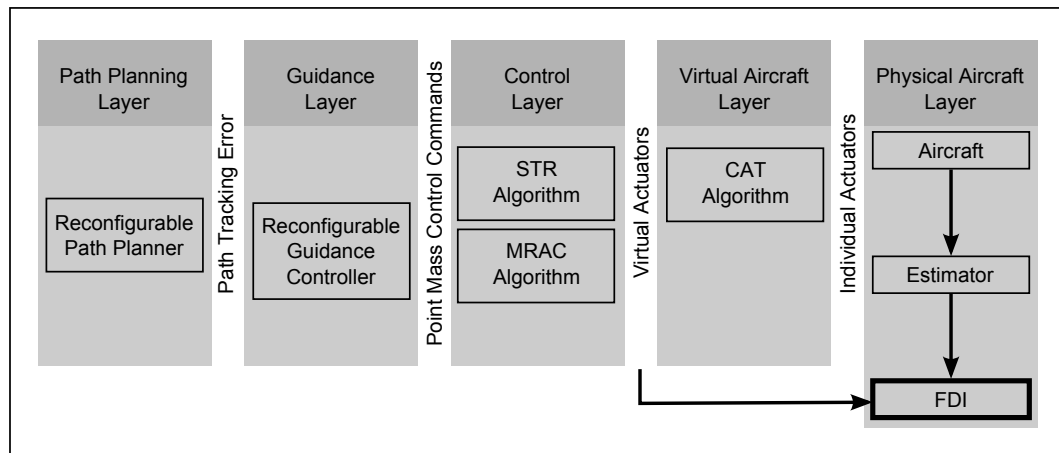 Path Planning
Layer
Reconfigurable
Path Planner
Path Tracking Error
Guidance
Layer
Reconfigurable
Guidance
Controller
Point Mass Control Commands
Control
Layer
STR
Algorithm
MRAC
Algorithm
Virtual Actuators
Virtual Aircraft
Layer
CAT
Algorithm
Individual Actuators
Physical Aircraft
Layer
Aircraft
Estimator
FDI